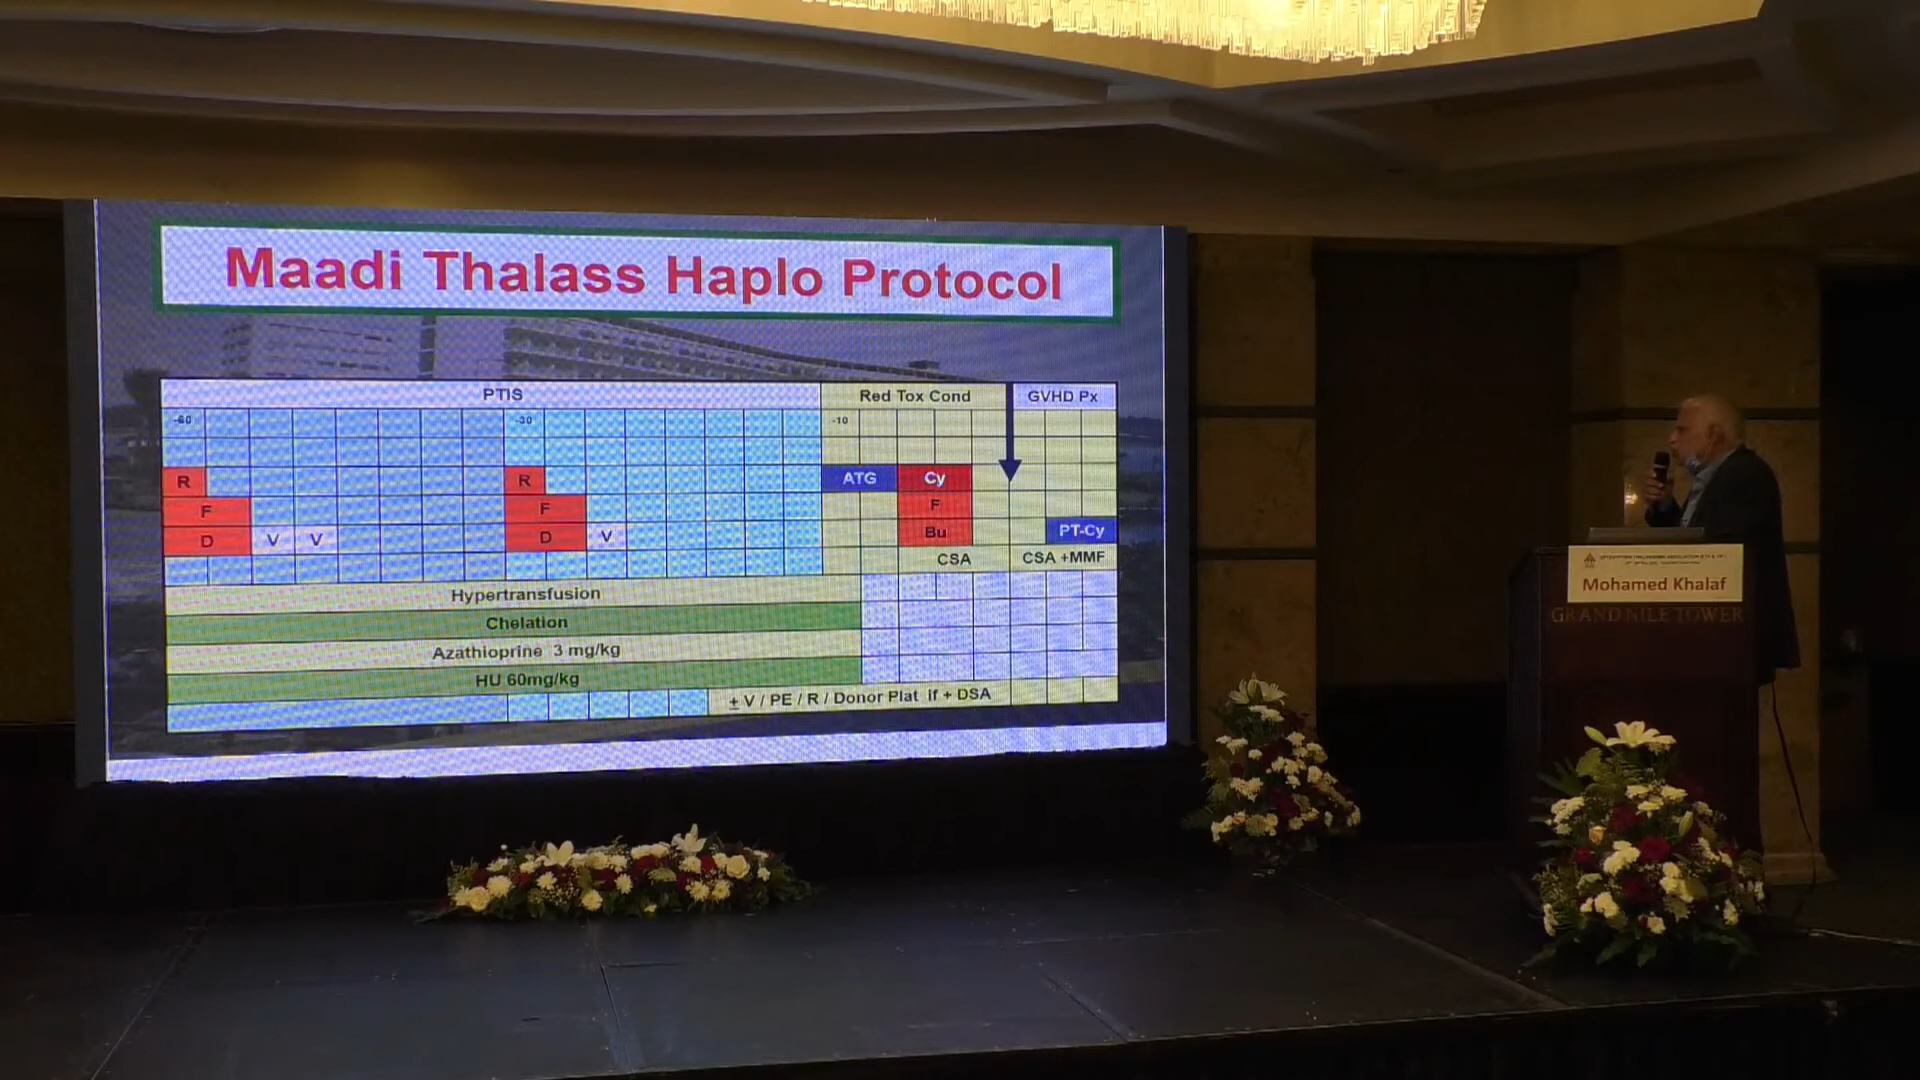 Maadi Thalass Haplo Protocol
PTIS Red Tox Cond GVHD Px
-60 -30 -10
R R ATG Cy
F F F
D V V D V Bu PT-Cy
CSA CSA +MMF
Hypertransfusion
Chelation
Azathioprine 3 mg/kg
HU 60mg/kg
± V / PE / R / Donor Plat if + DSA
Mohamed Khalaf
GRAND NILE TOWER